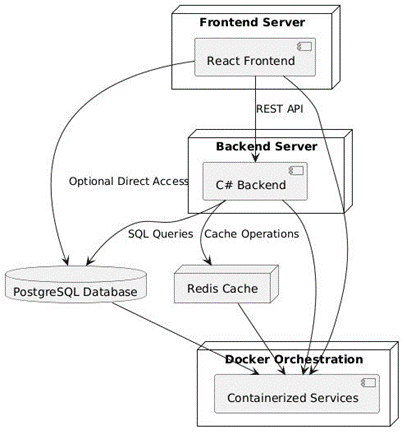 Frontend Server
React Frontend
REST API
Backend Server
C# Backend
Optional Direct Access
SQL Queries
Cache Operations
PostgreSQL Database
Redis Cache
Docker Orchestration
Containerized Services